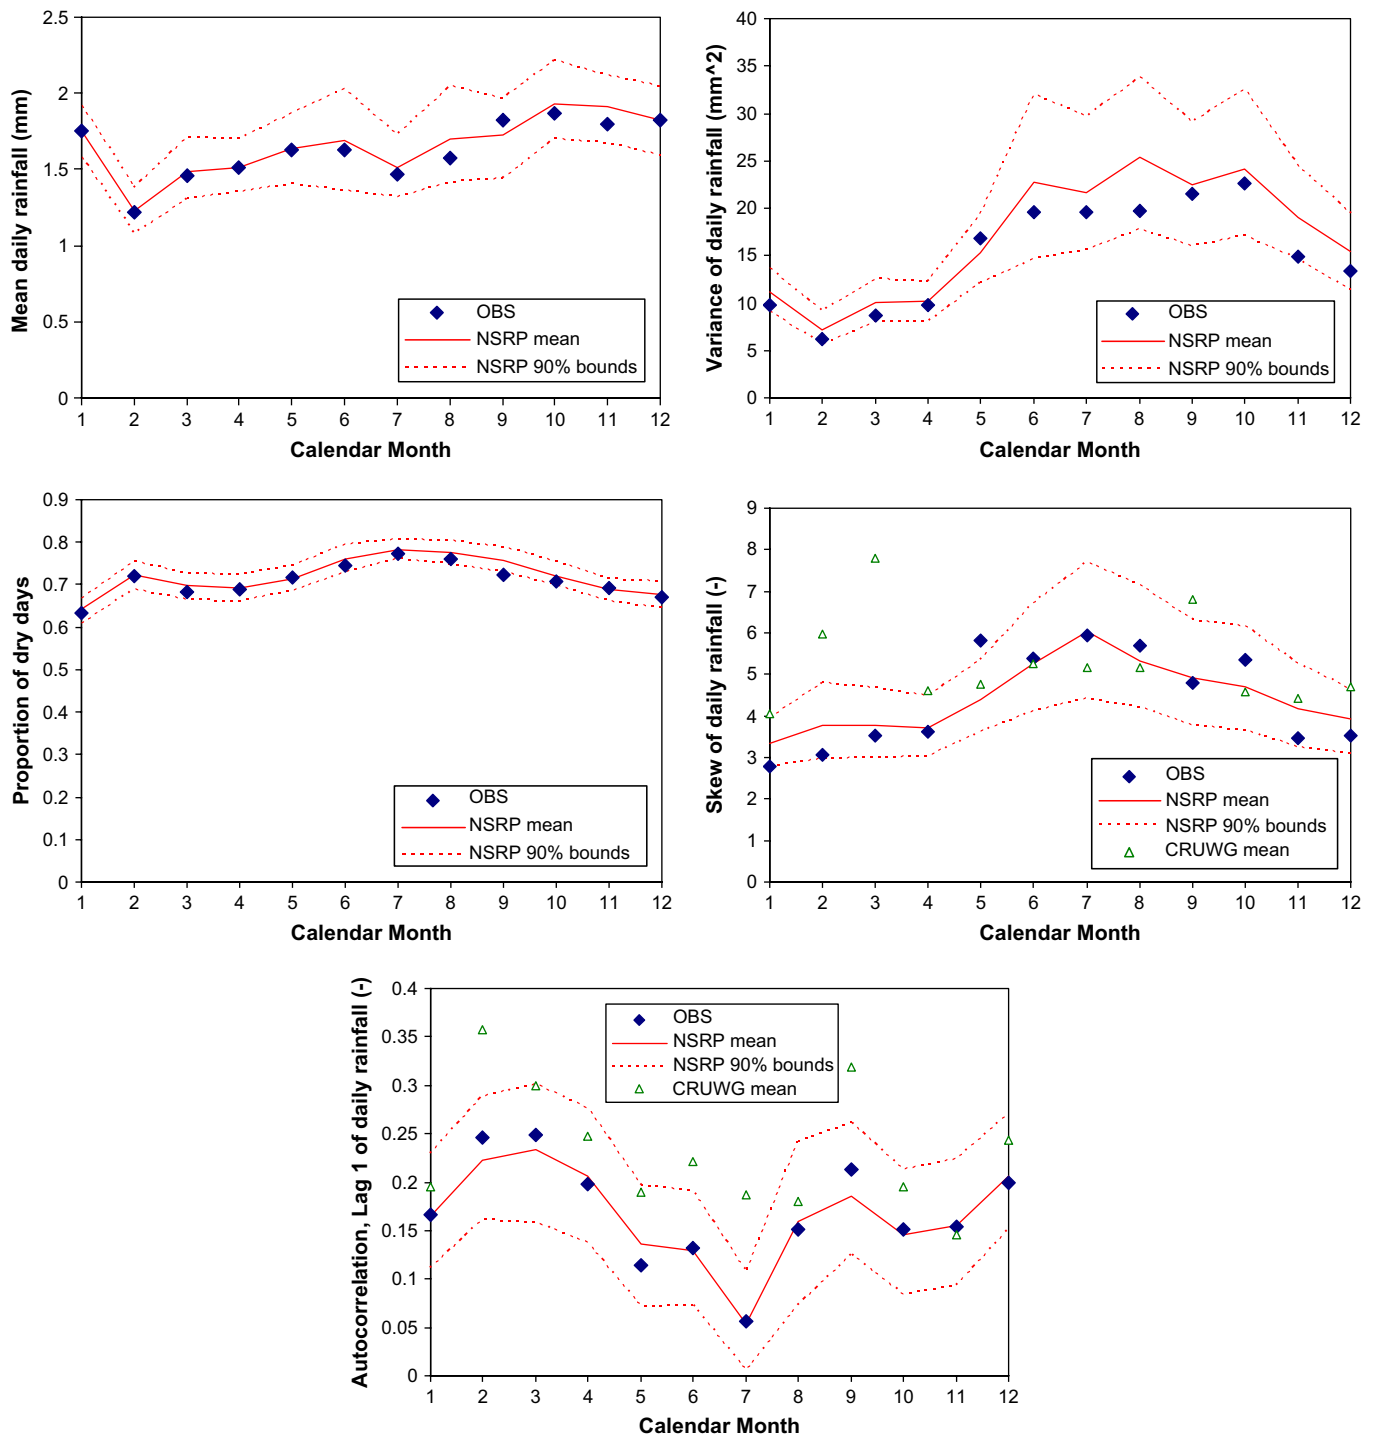 Mean daily rainfall (mm)
2.5
2
1.5
1
0.5
0
1 2 3 4 5 6 7 8 9 10 11 12
Calendar Month
OBS
NSRP mean
NSRP 90% bounds
Variance of daily rainfall (mm^2)
40
35
30
25
20
15
10
5
0
1 2 3 4 5 6 7 8 9 10 11 12
Calendar Month
OBS
NSRP mean
NSRP 90% bounds
Proportion of dry days
0.9
0.8
0.7
0.6
0.5
0.4
0.3
0.2
0.1
0
1 2 3 4 5 6 7 8 9 10 11 12
Calendar Month
OBS
NSRP mean
NSRP 90% bounds
Skew of daily rainfall (-)
9
8
7
6
5
4
3
2
1
0
1 2 3 4 5 6 7 8 9 10 11 12
Calendar Month
OBS
NSRP mean
NSRP 90% bounds
CRUWG mean
Autocorrelation, Lag 1 of daily rainfall (-)
0.4
0.35
0.3
0.25
0.2
0.15
0.1
0.05
0
1 2 3 4 5 6 7 8 9 10 11 12
Calendar Month
OBS
NSRP mean
NSRP 90% bounds
CRUWG mean